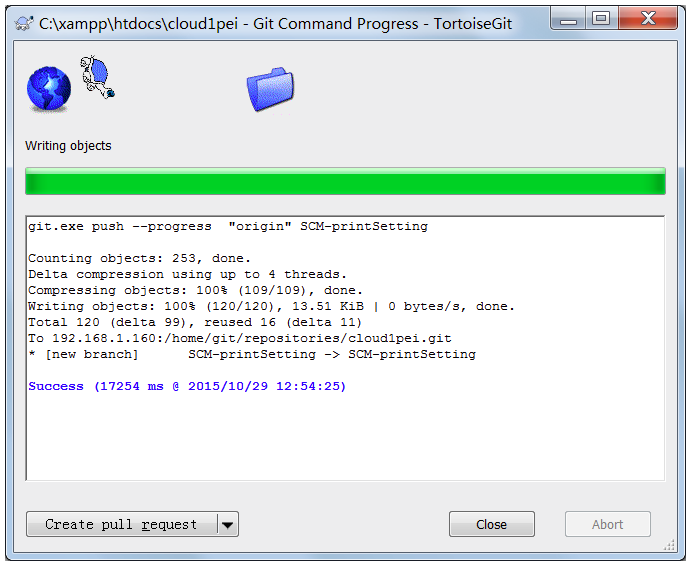 C:\xampp\htdocs\cloud1pei - Git Command Progress - TortoiseGit
Writing objects
git.exe push --progress  "origin" SCM-printSetting
Counting objects: 253, done.
Delta compression using up to 4 threads.
Compressing objects: 100% (109/109), done.
Writing objects: 100% (120/120), 13.51 KiB | 0 bytes/s, done.
Total 120 (delta 99), reused 16 (delta 11)
To 192.168.1.160:/home/git/repositories/cloud1pei.git
* [new branch]      SCM-printSetting -> SCM-printSetting
Success (17254 ms @ 2015/10/29 12:54:25)
Create pull request
Close
Abort